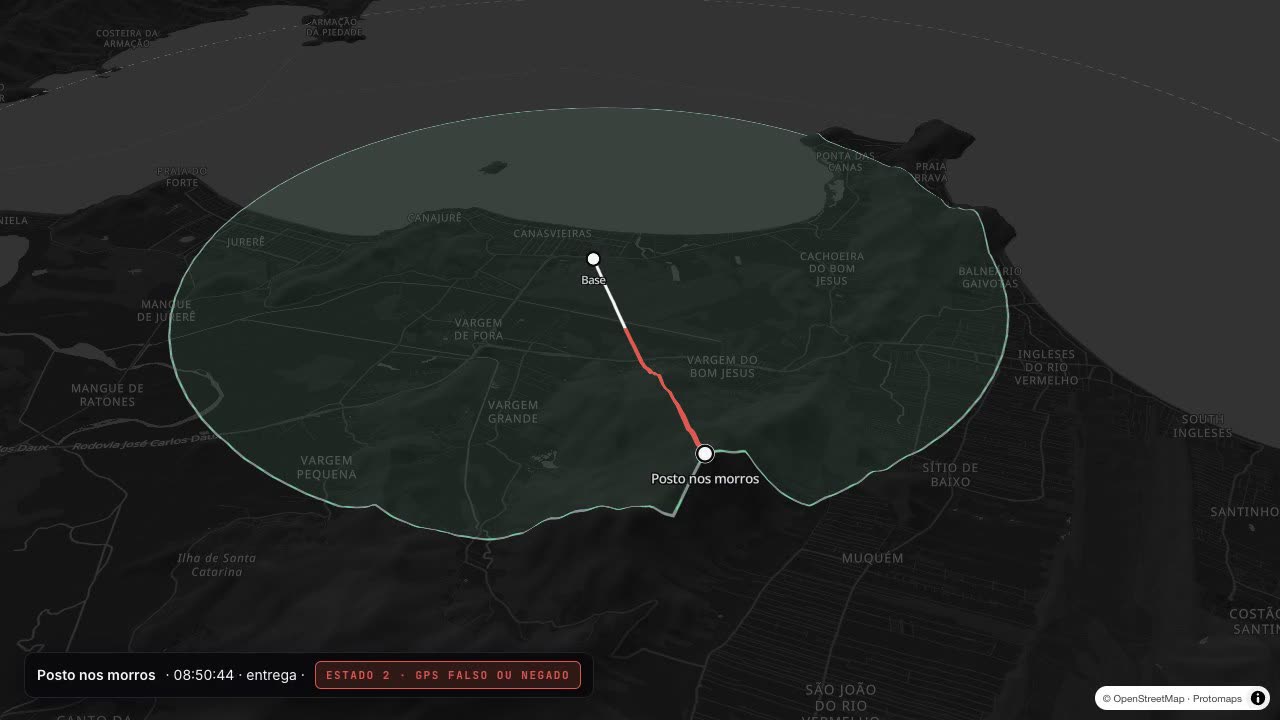 COSTEIRA DA
ARMAÇÃO
ARMAÇÃO
DA PIEDADE
PRAIA DO
FORTE
PONTA DAS
CANAS
PRAIA
BRAVA
NIELA
CANAJURÊ
JURERÊ
CANASVIEIRAS
CACHOEIRA
DO BOM
JESUS
BALNEÁRIO
GAIVOTAS
Base
MANGUE
DE JURERÊ
VARGEM
DE FORA
VARGEM DO
BOM JESUS
INGLESES
DO RIO
VERMELHO
MANGUE DE
RATONES
VARGEM
GRANDE
SOUTH
INGLESES
Rodovia José Carlos Daux
VARGEM
PEQUENA
Posto nos morros
SÍTIO DE
BAIXO
SANTINHO
Ilha de Santa
Catarina
MUQUÉM
COSTÃO
SANTIN
Posto nos morros · 08:50:44 · entrega · ESTADO 2 · GPS FALSO OU NEGADO
SÃO JOÃO
DO RIO
VERMELHO
© OpenStreetMap · Protomaps
CANTO DA